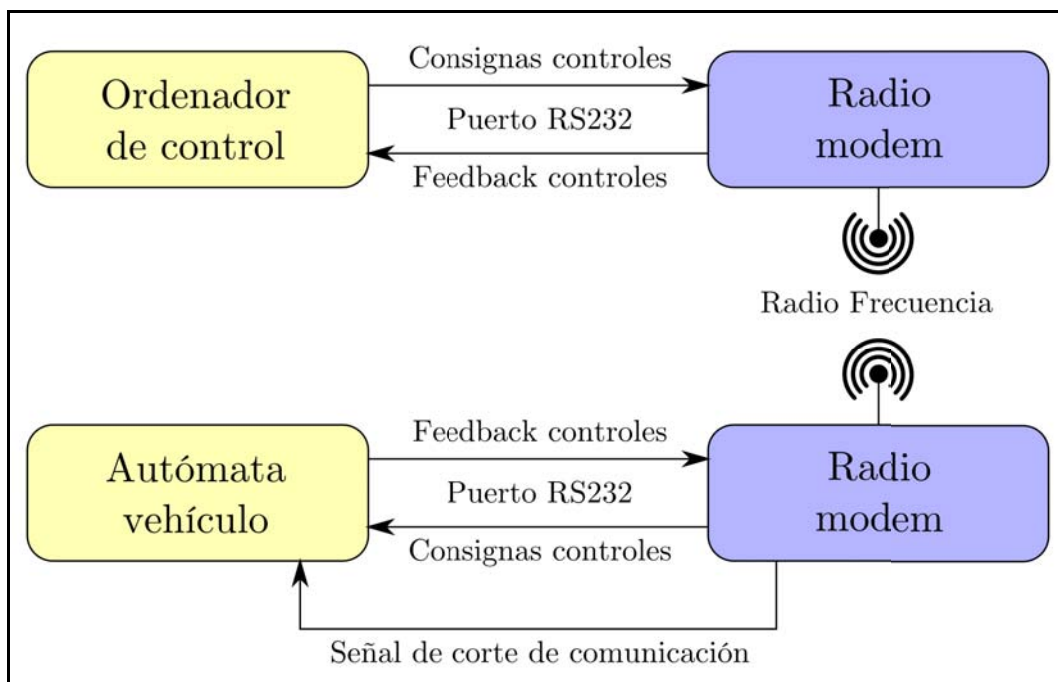 Ordenador
de control
Consignas controles
Puerto RS232
Feedback controles
Radio
modem
Radio Frecuencia
Autómata
vehículo
Feedback controles
Puerto RS232
Consignas controles
Radio
modem
Señal de corte de comunicación